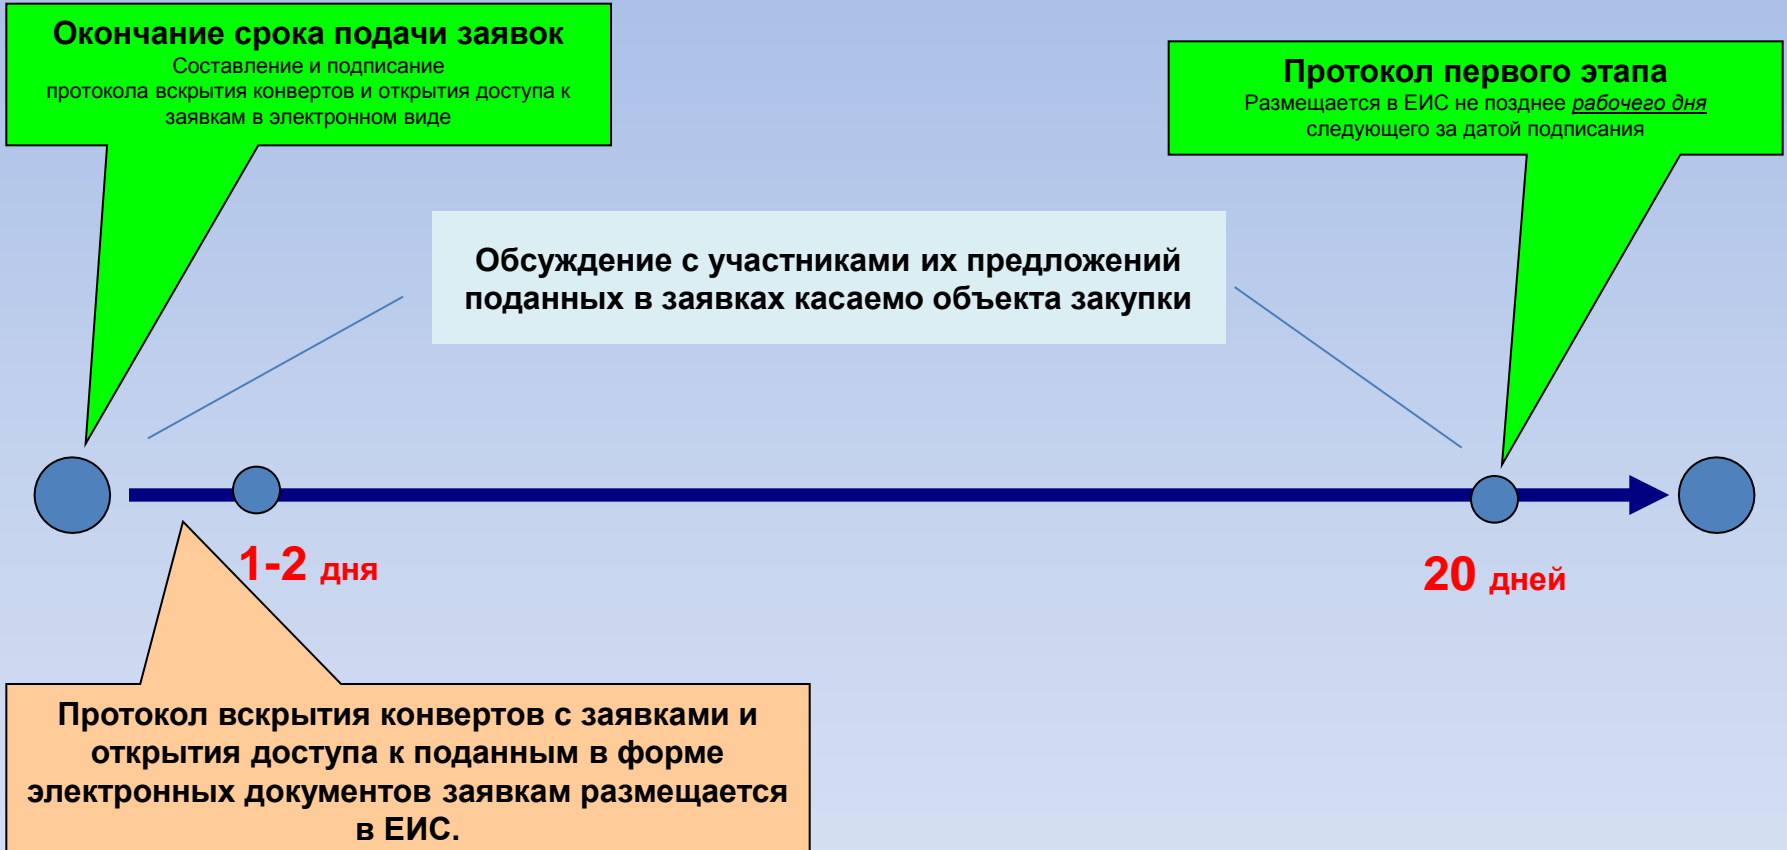 Окончание срока подачи заявок
Составление и подписание
протокола вскрытия конвертов и открытия доступа к
заявкам в электронном виде
Протокол первого этапа
Размещается в ЕИС не позднее рабочего дня
следующего за датой подписания
Обсуждение с участниками их предложений
поданных в заявках касаемо объекта закупки
1-2 дня
20 дней
Протокол вскрытия конвертов с заявками и
открытия доступа к поданным в форме
электронных документов заявкам размещается
в ЕИС.